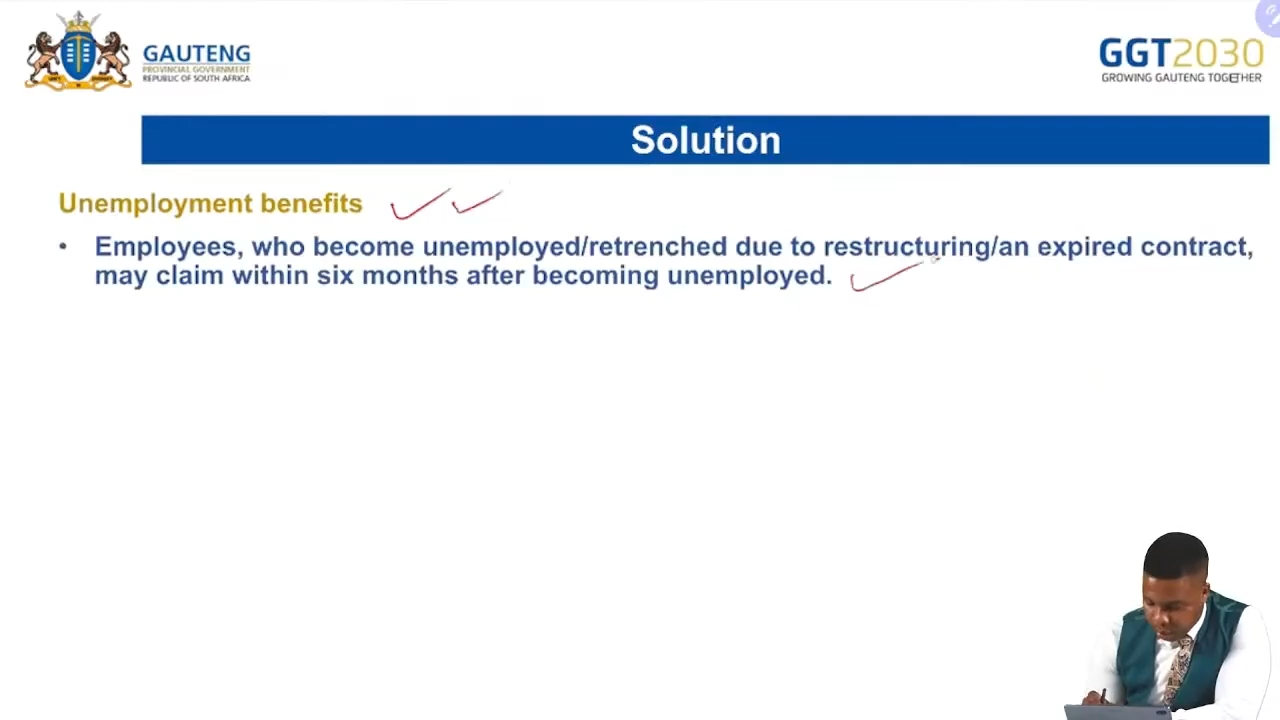 GAUTENG
PROVINCIAL GOVERNMENT
REPUBLIC OF SOUTH AFRICA
GGT2030
GROWING GAUTENG TOGETHER
Solution
Unemployment benefits
• Employees, who become unemployed/retrenched due to restructuring/an expired contract,
may claim within six months after becoming unemployed.